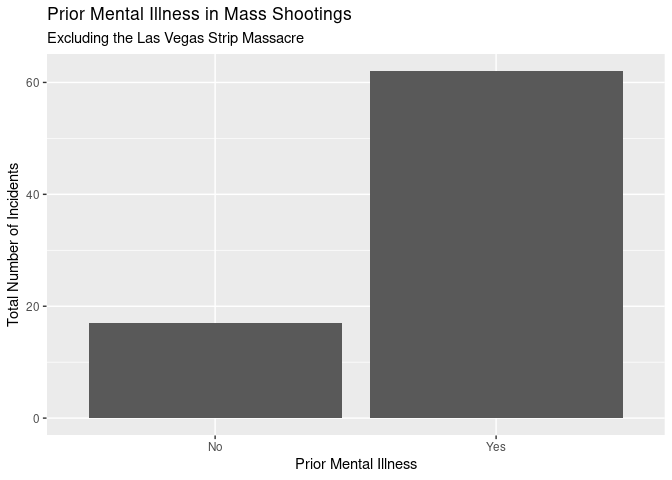 Prior Mental Illness in Mass Shootings
Excluding the Las Vegas Strip Massacre
Total Number of Incidents
60
40
20
0
No Yes
Prior Mental Illness